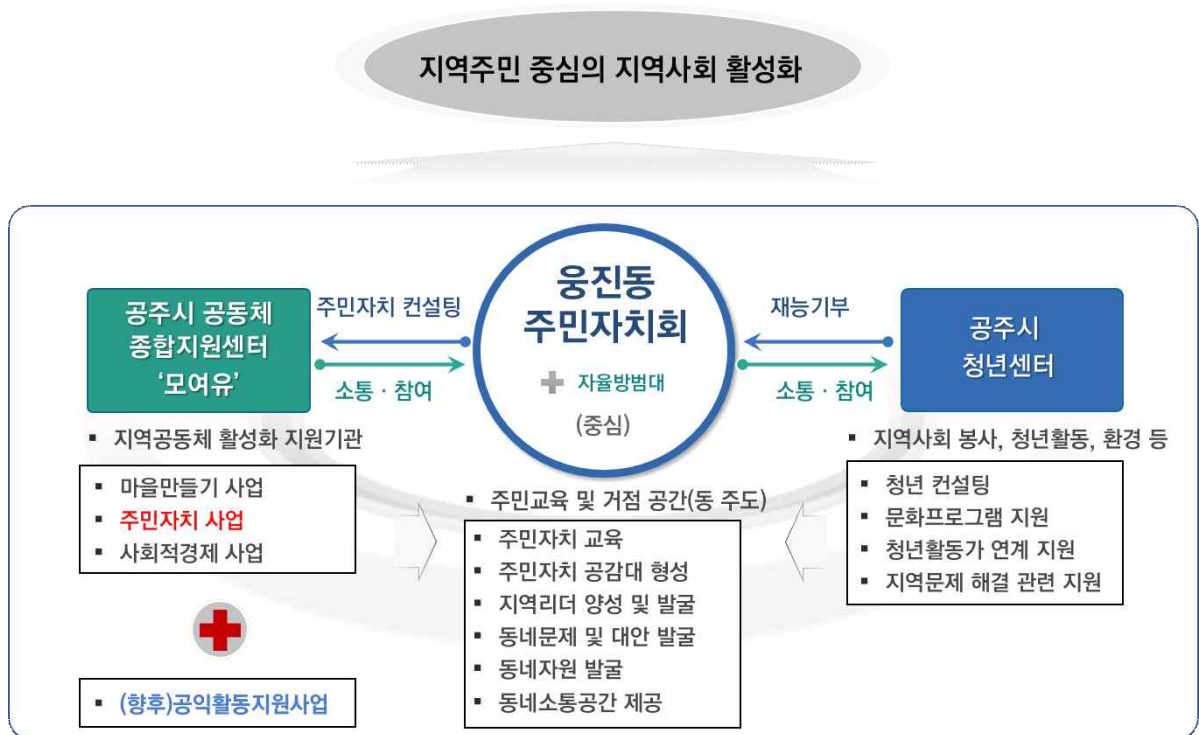 지역주민 중심의 지역사회 활성화
공주시 공동체
종합지원센터
‘모여유’
주민자치 컨설팅
소통 · 참여
웅진동
주민자치회
자율방범대
(중심)
재능기부
소통 · 참여
공주시
청년센터
▪ 지역공동체 활성화 지원기관
▪ 마을만들기 사업
▪ 주민자치 사업
▪ 사회적경제 사업
▪ (향후)공익활동지원사업
▪ 주민교육 및 거점 공간(동 주도)
▪ 주민자치 교육
▪ 주민자치 공감대 형성
▪ 지역리더 양성 및 발굴
▪ 동네문제 및 대안 발굴
▪ 동네자원 발굴
▪ 동네소통공간 제공
▪ 지역사회 봉사, 청년활동, 환경 등
▪ 청년 컨설팅
▪ 문화프로그램 지원
▪ 청년활동가 연계 지원
▪ 지역문제 해결 관련 지원